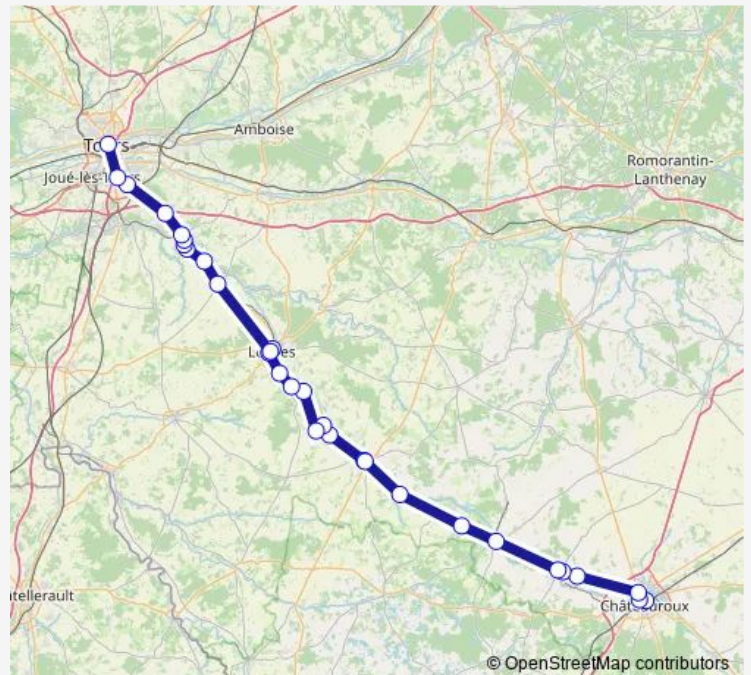 Amboise
Tours
Romorantin-
Lanthenay
Joué-lès-Tours
Loches
tellerault
Châteauroux
© OpenStreetMap contributors